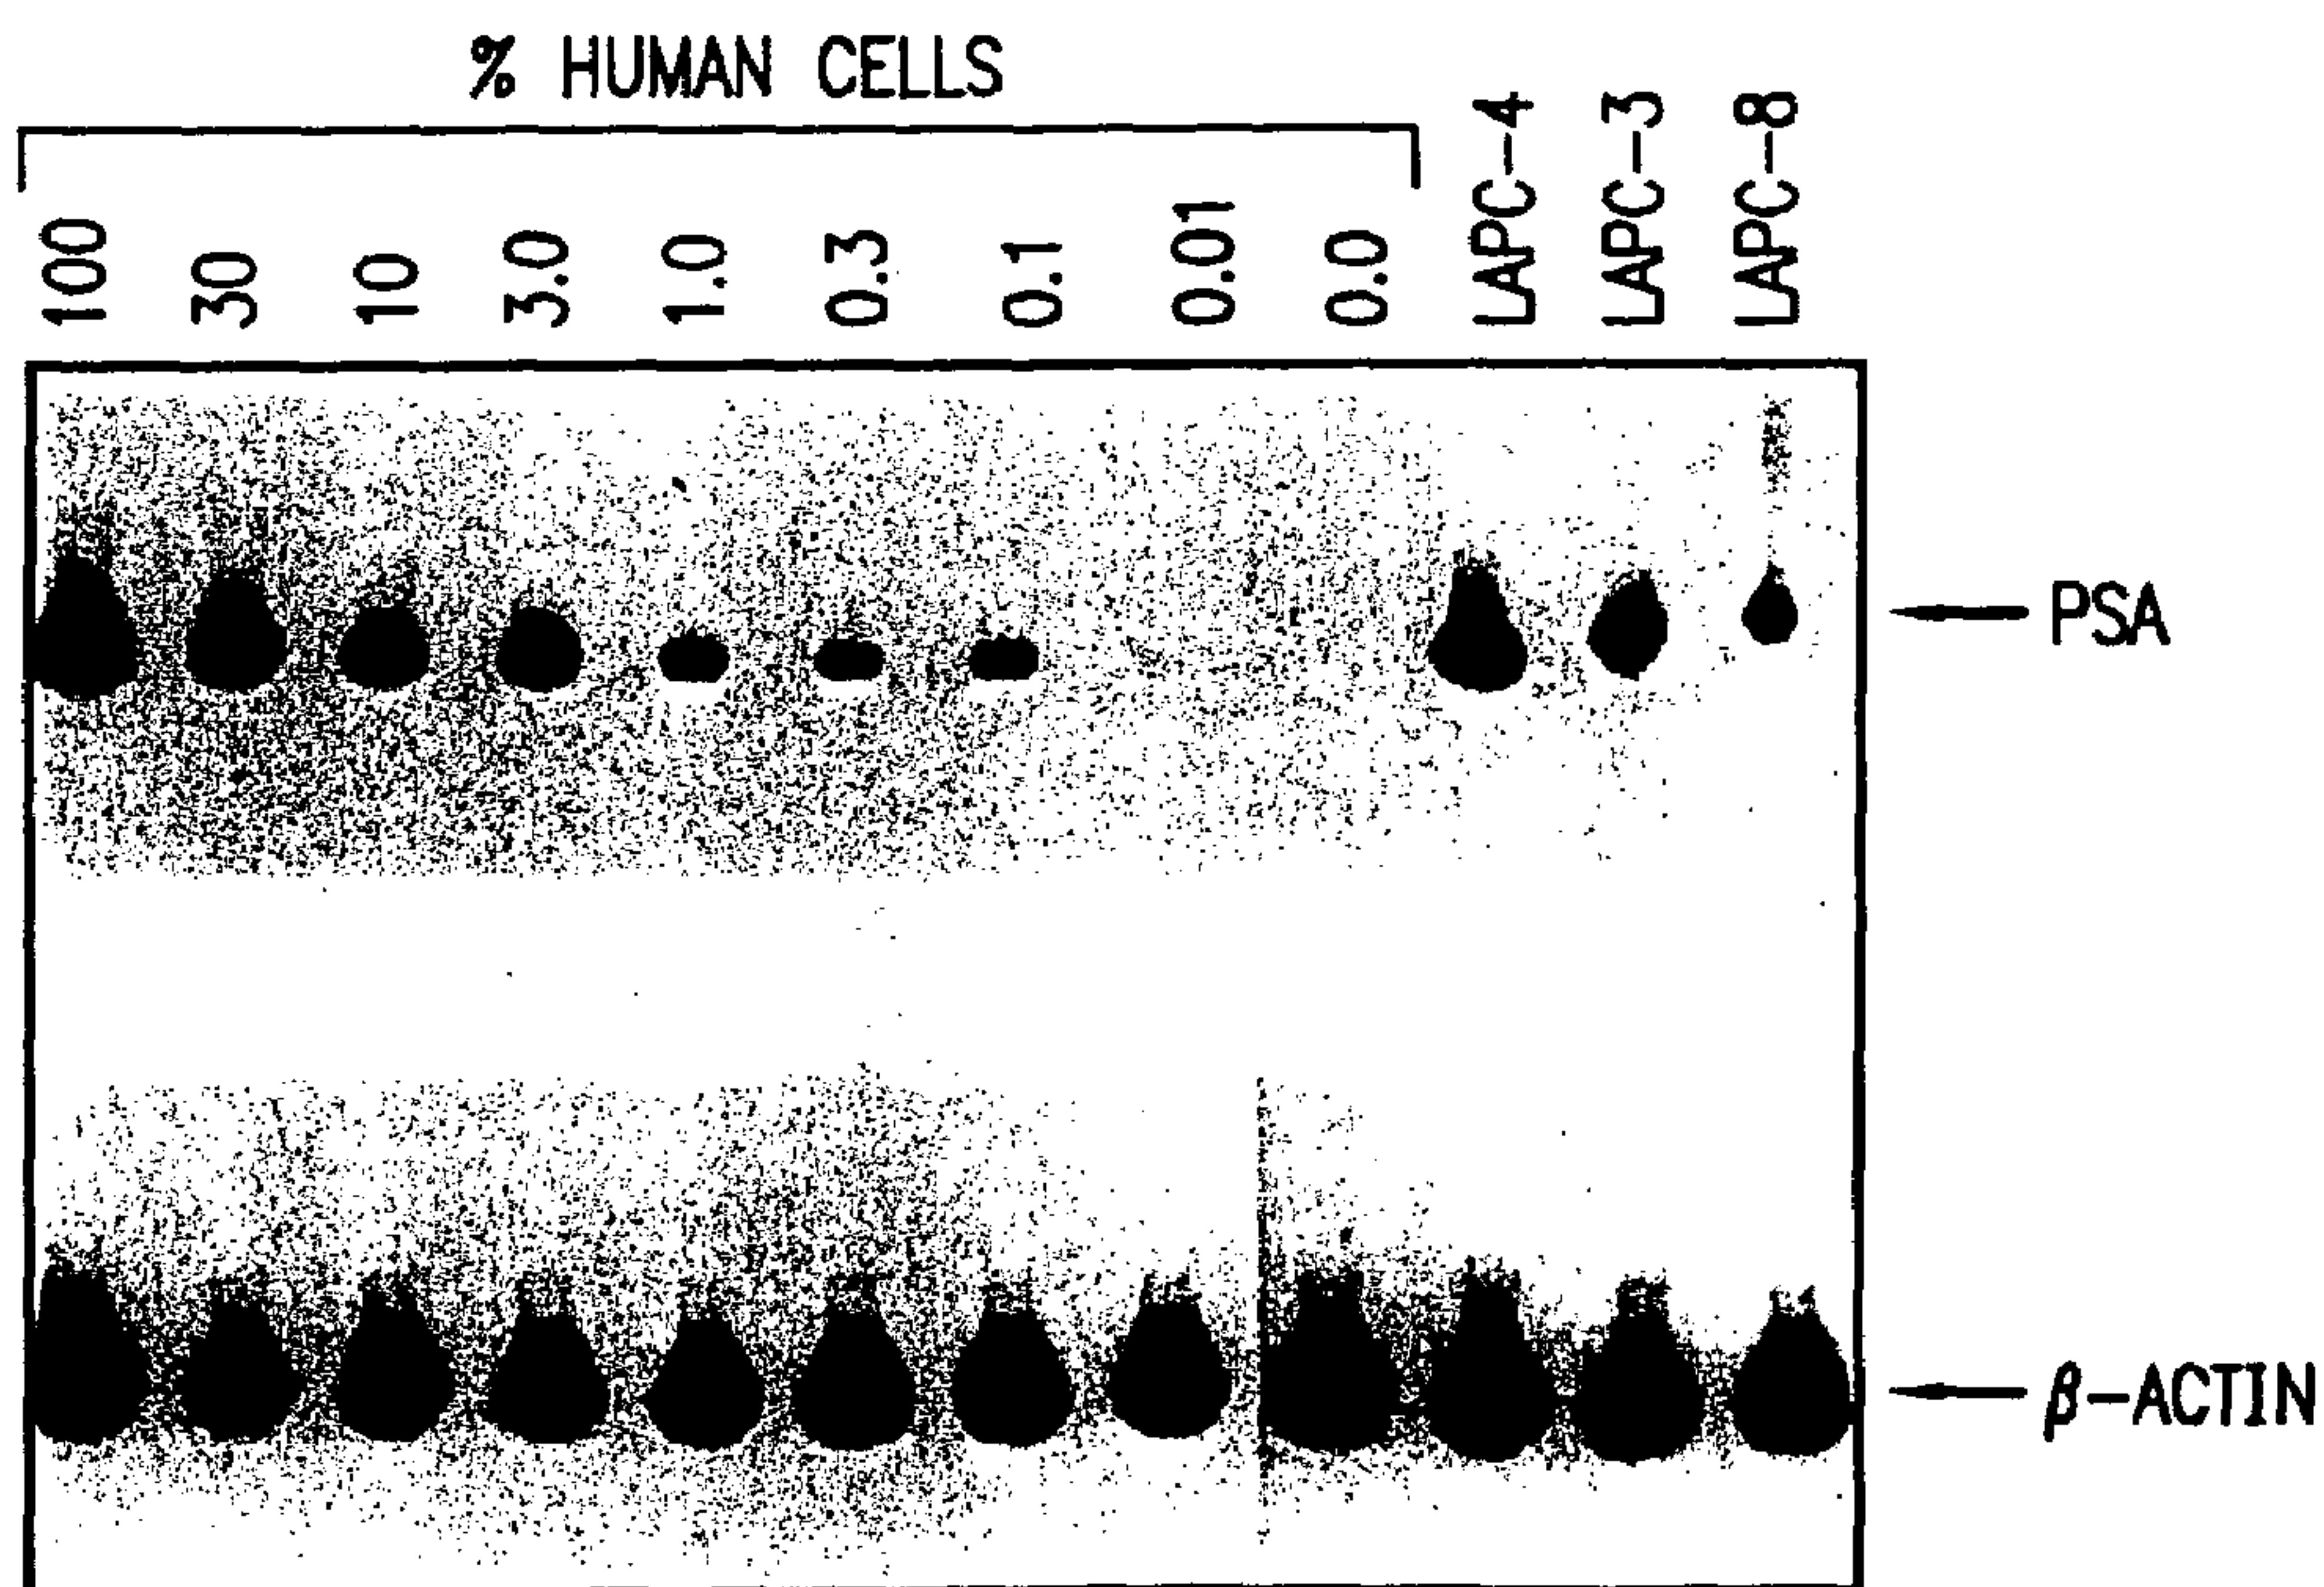 % HUMAN CELLS
100
30
10
3.0
1.0
0.3
0.1
0.01
0.0
LAPC-4
LAPC-3
LAPC-8
PSA
β-ACTIN